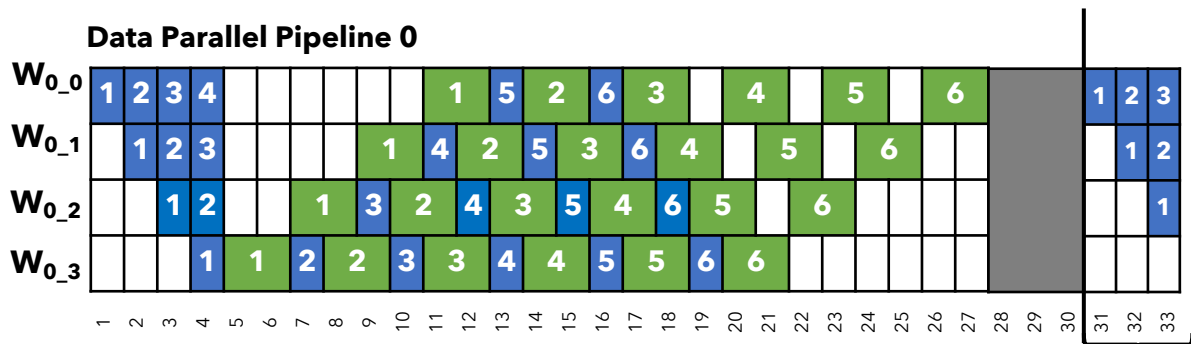 Data Parallel Pipeline 0
W0_0 1 2 3 4 1 5 2 6 3 4 5 6 1 2 3
W0_1 1 2 3 1 4 2 5 3 6 4 5 6 1 2
W0_2 1 2 1 3 2 4 3 5 4 6 5 6 1
W0_3 1 1 2 2 3 3 4 4 5 5 6 6
1 2 3 4 5 6 7 8 9 10 11 12 13 14 15 16 17 18 19 20 21 22 23 24 25 26 27 28 29 30 31 32 33